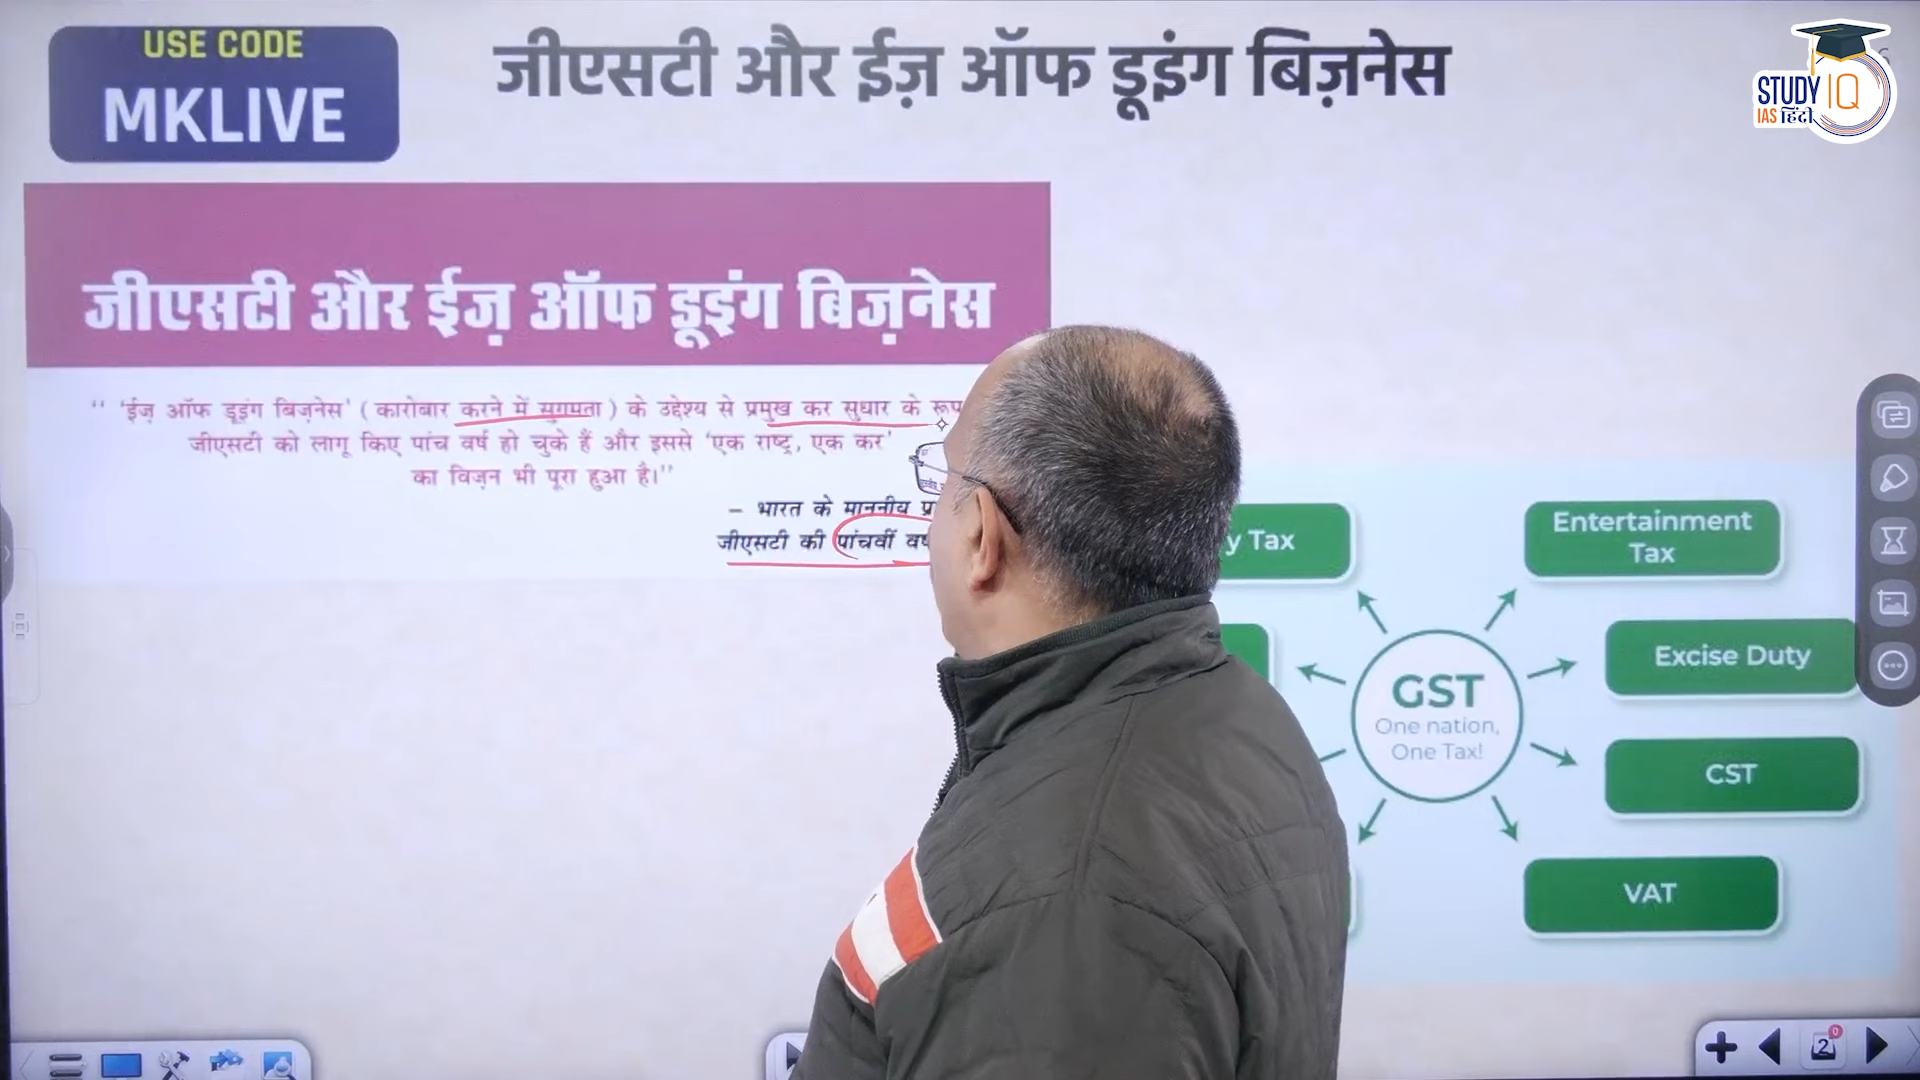 USE CODE
MKLIVE
जीएसटी और ईज़ ऑफ डूइंग बिज़नेस
STUDY IQ
IAS हिंदी
जीएसटी और ईज़ ऑफ डूइंग बिज़नेस
“ ‘ईज़ ऑफ डूइंग बिज़नेस’ (कारोबार करने में सुगमता) के उद्देश्य से प्रमुख कर सुधार के रूप
जीएसटी को लागू किए पांच वर्ष हो चुके हैं और इससे ‘एक राष्ट्र, एक कर’
का विज़न भी पूरा हुआ है।”
– भारत के माननीय प्र
जीएसटी की पांचवीं वर्ष
y Tax
Entertainment
Tax
Excise Duty
GST
One nation,
One Tax!
CST
VAT
2
0